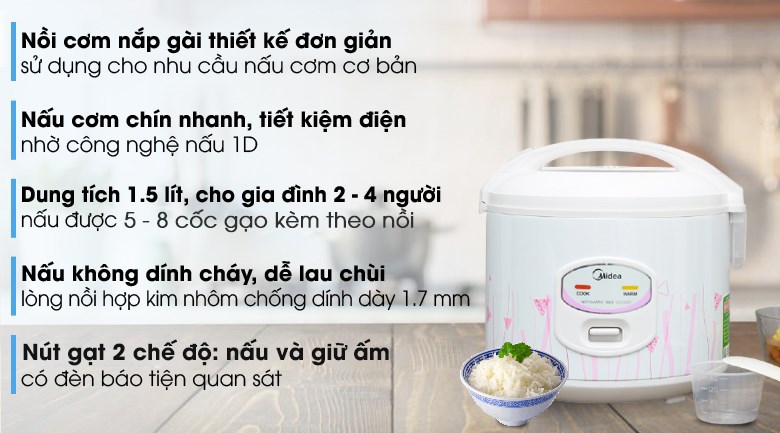 Nồi cơm nắp gài thiết kế đơn giản
sử dụng cho nhu cầu nấu cơm cơ bản
Nấu cơm chín nhanh, tiết kiệm điện
nhờ công nghệ nấu 1D
Dung tích 1.5 lít, cho gia đình 2 - 4 người
nấu được 5 - 8 cốc gạo kèm theo nồi
Nấu không dính cháy, dễ lau chùi
lòng nồi hợp kim nhôm chống dính dày 1.7 mm
Nút gạt 2 chế độ: nấu và giữ ấm
có đèn báo tiện quan sát
Midea
COOK WARM